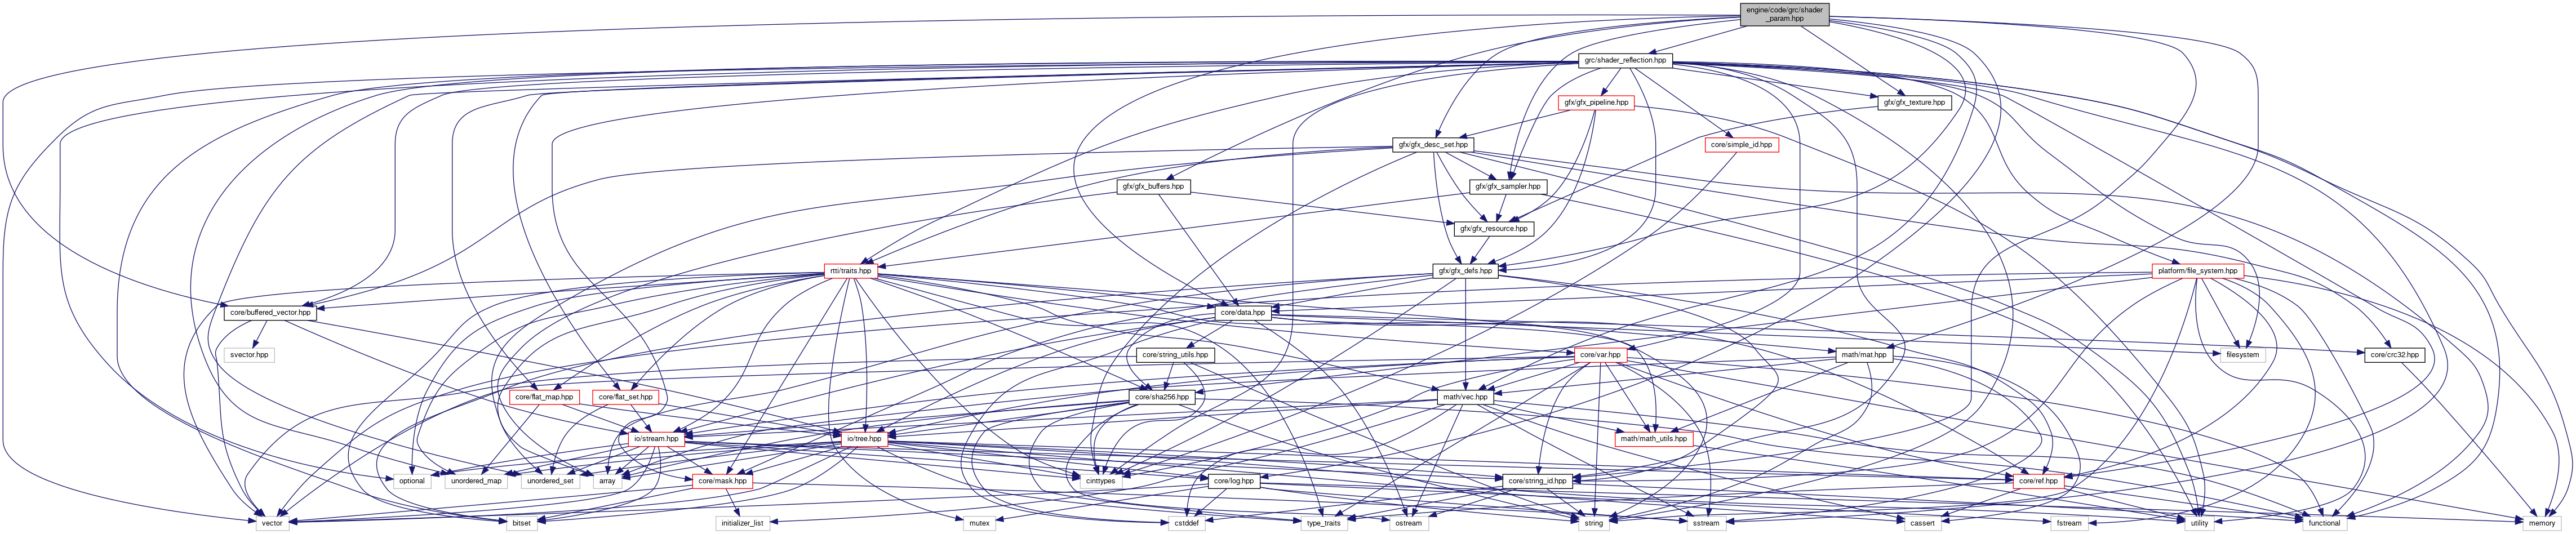 engine/code/grc/shader
_param.hpp
grc/shader_reflection.hpp
gfx/gfx_pipeline.hpp
gfx/gfx_texture.hpp
gfx/gfx_desc_set.hpp
core/simple_id.hpp
gfx/gfx_buffers.hpp
gfx/gfx_sampler.hpp
gfx/gfx_resource.hpp
rtti/traits.hpp
gfx/gfx_defs.hpp
platform/file_system.hpp
core/buffered_vector.hpp
core/data.hpp
svector.hpp
core/string_utils.hpp
core/var.hpp
math/mat.hpp
filesystem
core/crc32.hpp
core/flat_map.hpp
core/flat_set.hpp
core/sha256.hpp
math/vec.hpp
io/stream.hpp
io/tree.hpp
math/math_utils.hpp
optional
unordered_map
unordered_set
array
core/mask.hpp
cinttypes
core/log.hpp
core/string_id.hpp
core/ref.hpp
vector
bitset
initializer_list
mutex
cstddef
type_traits
ostream
string
sstream
cassert
fstream
utility
functional
memory